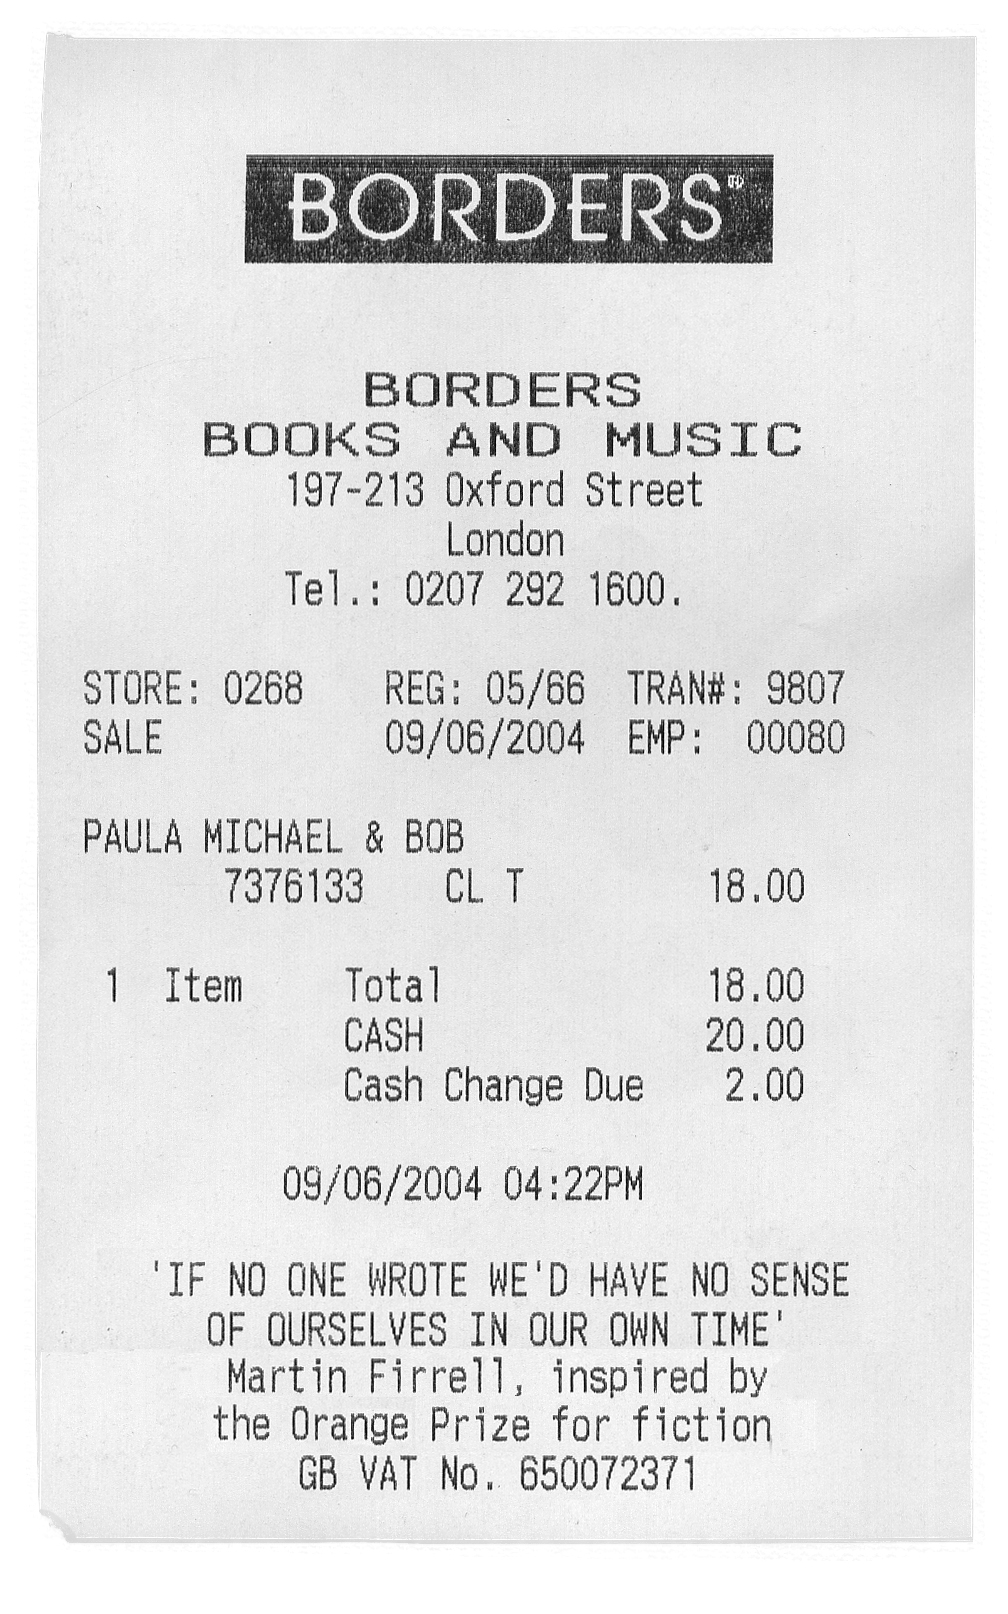 BORDERS
BORDERS
BOOKS AND MUSIC
197-213 Oxford Street
London
Tel.: 0207 292 1600.
STORE: 0268 REG: 05/66 TRAN#: 9807
SALE 09/06/2004 EMP: 00080
PAULA MICHAEL & BOB
7376133 CL T 18.00
1 Item Total 18.00
CASH 20.00
Cash Change Due 2.00
09/06/2004 04:22PM
'IF NO ONE WROTE WE'D HAVE NO SENSE
OF OURSELVES IN OUR OWN TIME'
Martin Firrell, inspired by
the Orange Prize for fiction
GB VAT No. 650072371